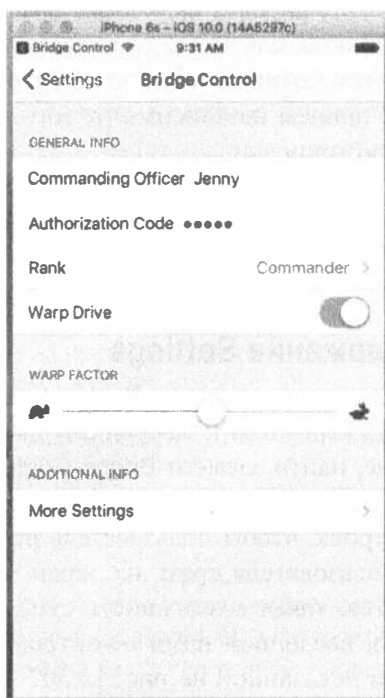 iPhone 6s – iOS 10.0 (14A5297c)
Bridge Control 9:31 AM
Settings Bridge Control
GENERAL INFO
Commanding Officer Jenny
Authorization Code •••••
Rank Commander
Warp Drive
WARP FACTOR
ADDITIONAL INFO
More Settings